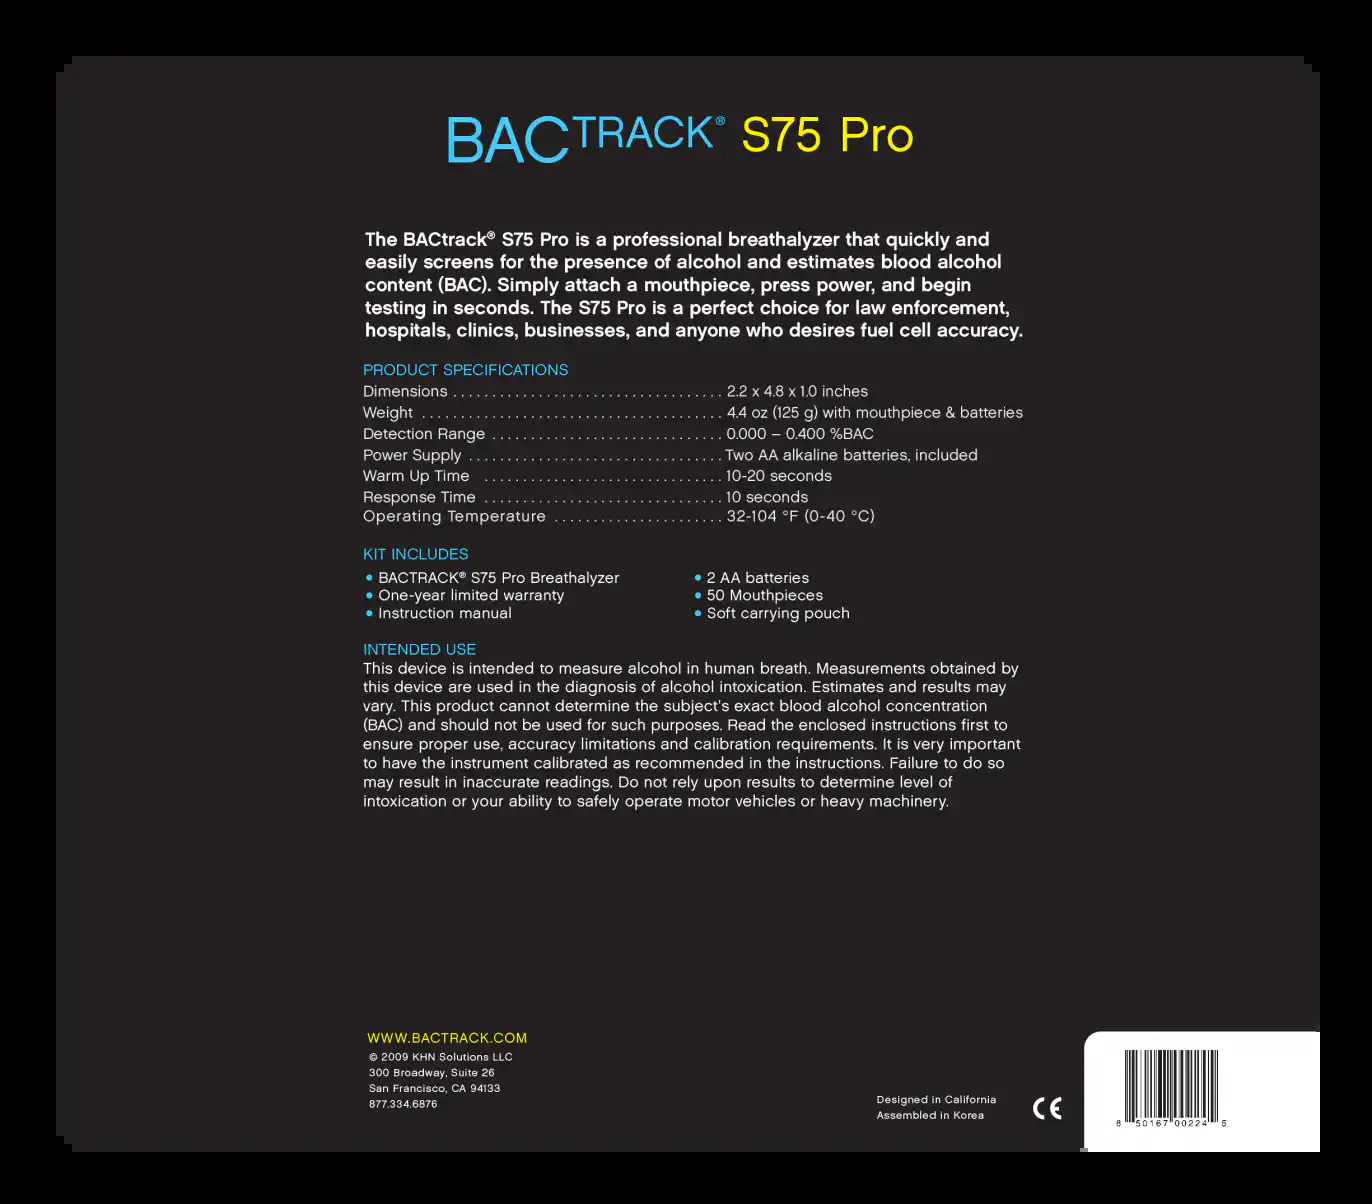 BACTRACK® S75 Pro
The BACtrack® S75 Pro is a professional breathalyzer that quickly and
easily screens for the presence of alcohol and estimates blood alcohol
content (BAC). Simply attach a mouthpiece, press power, and begin
testing in seconds. The S75 Pro is a perfect choice for law enforcement,
hospitals, clinics, businesses, and anyone who desires fuel cell accuracy.
PRODUCT SPECIFICATIONS
Dimensions . . . . . . . . . . . . . . . . . . . . . . . . . . . . . . . . . . . 2.2 x 4.8 x 1.0 inches
Weight . . . . . . . . . . . . . . . . . . . . . . . . . . . . . . . . . . . . . . . 4.4 oz (125 g) with mouthpiece & batteries
Detection Range . . . . . . . . . . . . . . . . . . . . . . . . . . . . . . 0.000 – 0.400 %BAC
Power Supply . . . . . . . . . . . . . . . . . . . . . . . . . . . . . . . . . Two AA alkaline batteries, included
Warm Up Time . . . . . . . . . . . . . . . . . . . . . . . . . . . . . . . 10-20 seconds
Response Time . . . . . . . . . . . . . . . . . . . . . . . . . . . . . . . 10 seconds
Operating Temperature . . . . . . . . . . . . . . . . . . . . . . 32-104 °F (0-40 °C)
KIT INCLUDES
• BACTRACK® S75 Pro Breathalyzer
• One-year limited warranty
• Instruction manual
• 2 AA batteries
• 50 Mouthpieces
• Soft carrying pouch
INTENDED USE
This device is intended to measure alcohol in human breath. Measurements obtained by
this device are used in the diagnosis of alcohol intoxication. Estimates and results may
vary. This product cannot determine the subject's exact blood alcohol concentration
(BAC) and should not be used for such purposes. Read the enclosed instructions first to
ensure proper use, accuracy limitations and calibration requirements. It is very important
to have the instrument calibrated as recommended in the instructions. Failure to do so
may result in inaccurate readings. Do not rely upon results to determine level of
intoxication or your ability to safely operate motor vehicles or heavy machinery.
WWW.BACTRACK.COM
© 2009 KHN Solutions LLC
300 Broadway, Suite 26
San Francisco, CA 94133
877.334.6876
Designed in California
Assembled in Korea
CE
8 50167 00224 5